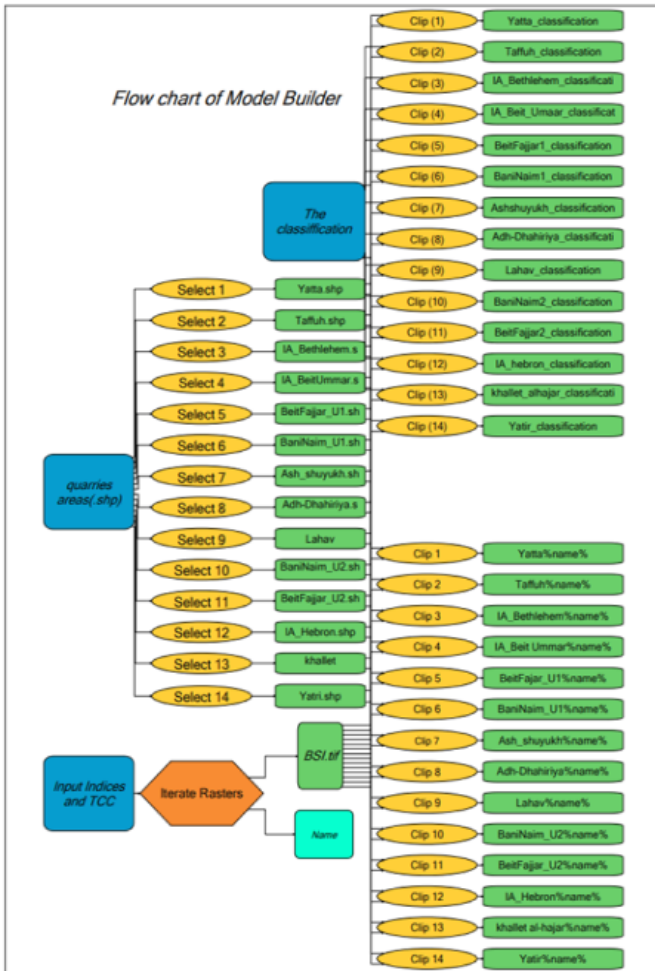 Flow chart of Model Builder
The
classiffication
Clip (1)
Yatta_classification
Clip (2)
Taffuh_classification
Clip (3)
IA_Bethlehem_classificati
Clip (4)
IA_Beit_Umaar_classificat
Clip (5)
BeitFajjar1_classification
Clip (6)
BaniNaim1_classification
Clip (7)
Ashshuyukh_classification
Clip (8)
Adh-Dhahiriya_classificati
Clip (9)
Lahav_classification
Clip (10)
BaniNaim2_classification
Clip (11)
BeitFajjar2_classification
Clip (12)
IA_hebron_classification
Clip (13)
khallet_alhajar_classificati
Clip (14)
Yatir_classification
quarries
areas(.shp)
Select 1
Yatta.shp
Select 2
Taffuh.shp
Select 3
IA_Bethlehem.s
Select 4
IA_BeitUmmar.s
Select 5
BeitFajjar_U1.sh
Select 6
BaniNaim_U1.sh
Select 7
Ash_shuyukh.sh
Select 8
Adh-Dhahiriya.s
Select 9
Lahav
Select 10
BaniNaim_U2.sh
Select 11
BeitFajjar_U2.sh
Select 12
IA_Hebron.shp
Select 13
khallet
Select 14
Yatri.shp
Input Indices
and TCC
Iterate Rasters
BSI.tif
Name
Clip 1
Yatta%name%
Clip 2
Taffuh%name%
Clip 3
IA_Bethlehem%name%
Clip 4
IA_Beit Ummar%name%
Clip 5
BeitFajar_U1%name%
Clip 6
BaniNaim_U1%name%
Clip 7
Ash_shuyukh%name%
Clip 8
Adh-Dhahiriya%name%
Clip 9
Lahav%name%
Clip 10
BaniNaim_U2%name%
Clip 11
BeitFajjar_U2%name%
Clip 12
IA_Hebron%name%
Clip 13
khallet al-hajar%name%
Clip 14
Yatir%name%